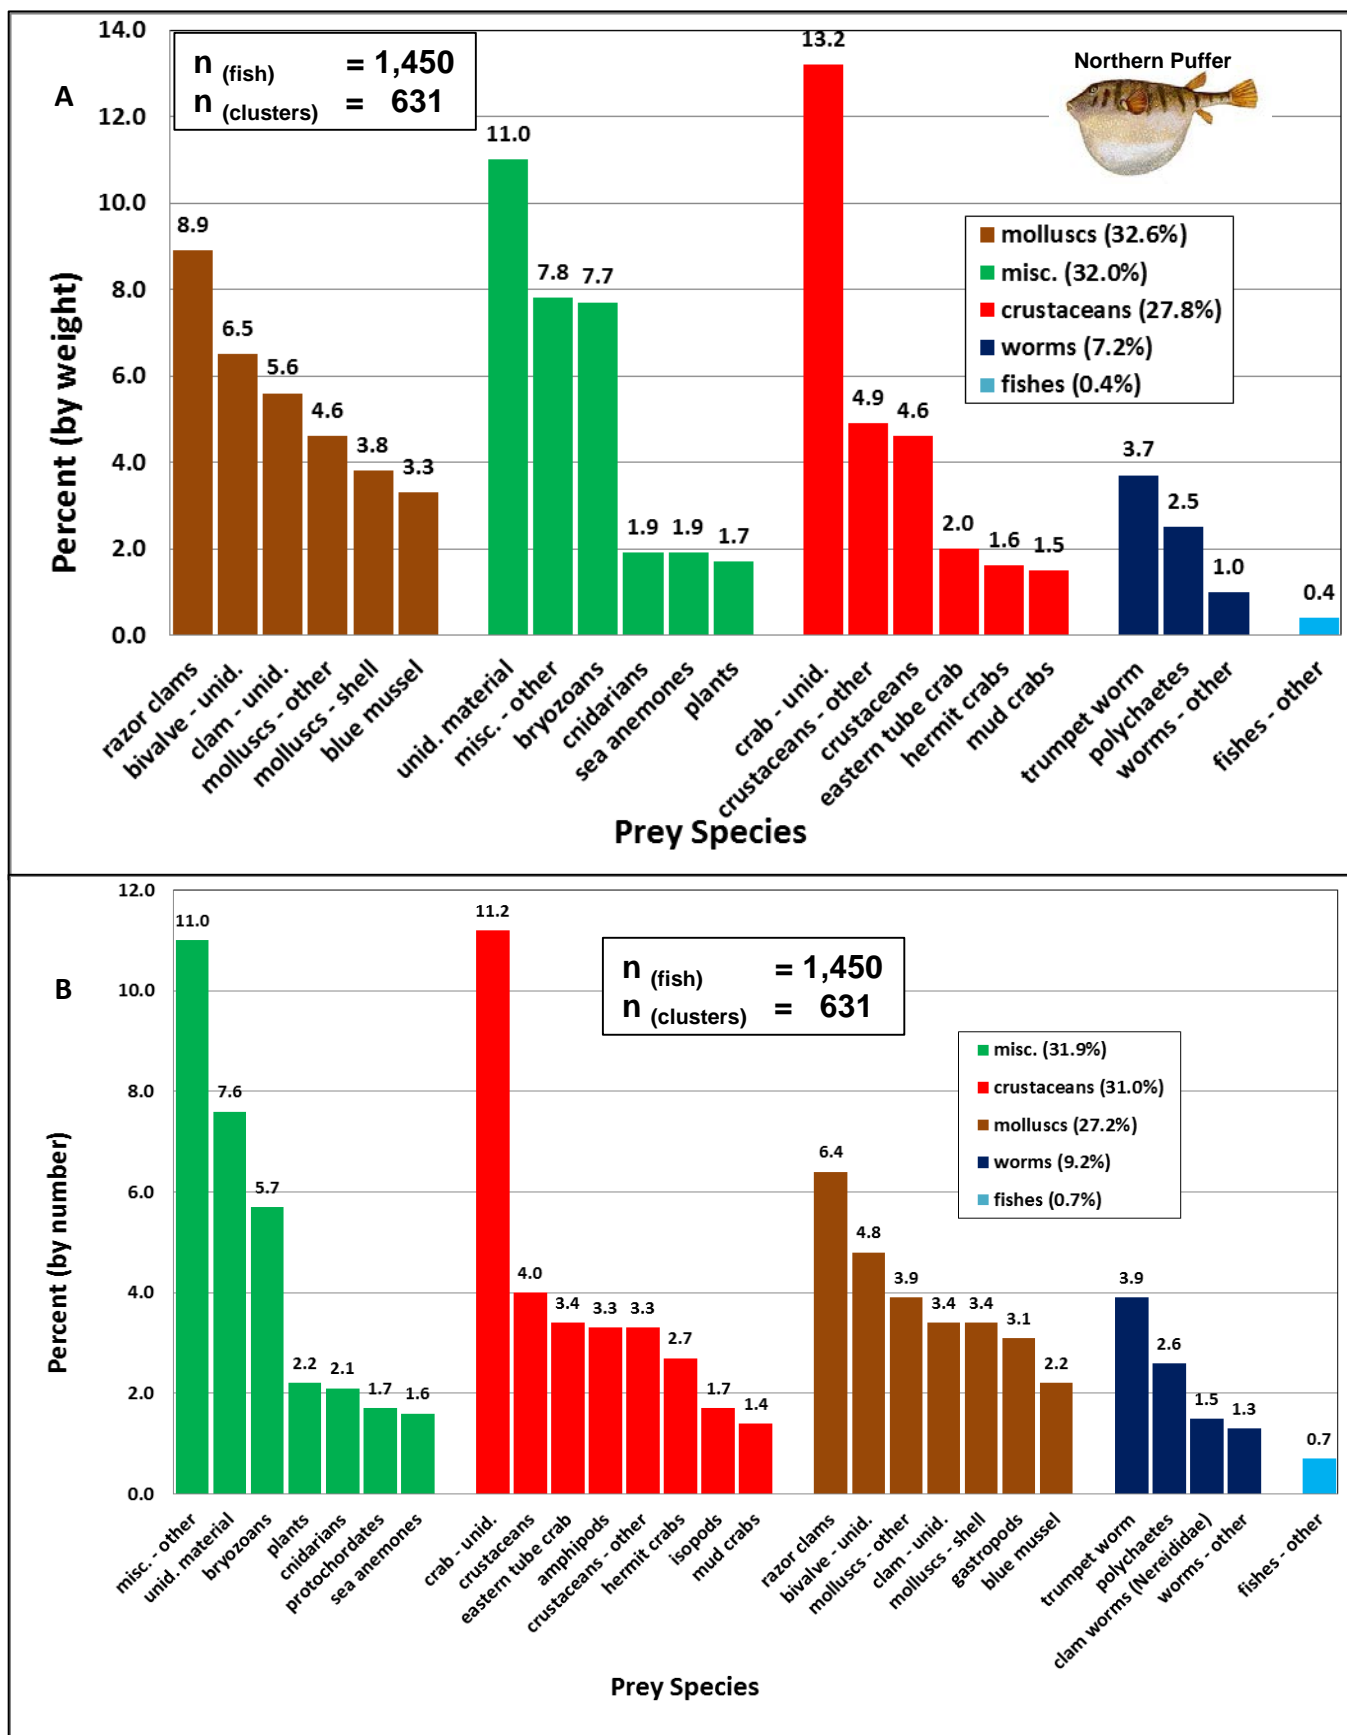 A
n (fish) = 1,450
n (clusters) = 631
Northern Puffer
molluscs (32.6%)
misc. (32.0%)
crustaceans (27.8%)
worms (7.2%)
fishes (0.4%)
Percent (by weight)
14.0
12.0
10.0
8.0
6.0
4.0
2.0
0.0
8.9
6.5
5.6
4.6
3.8
3.3
11.0
7.8
7.7
1.9
1.9
1.7
13.2
4.9
4.6
2.0
1.6
1.5
3.7
2.5
1.0
0.4
razor clams
bivalve - unid.
clam - unid.
molluscs - other
molluscs - shell
blue mussel
unid. material
misc. - other
bryozoans
cnidarians
sea anemones
plants
crab - unid.
crustaceans - other
crustaceans
eastern tube crab
hermit crabs
mud crabs
trumpet worm
polychaetes
worms - other
fishes - other
Prey Species
B
n (fish) = 1,450
n (clusters) = 631
misc. (31.9%)
crustaceans (31.0%)
molluscs (27.2%)
worms (9.2%)
fishes (0.7%)
Percent (by number)
12.0
10.0
8.0
6.0
4.0
2.0
0.0
11.0
7.6
5.7
2.2
2.1
1.7
1.6
11.2
4.0
3.4
3.3
3.3
2.7
1.7
1.4
6.4
4.8
3.9
3.4
3.4
3.1
2.2
3.9
2.6
1.5
1.3
0.7
misc. - other
unid. material
bryozoans
plants
cnidarians
protochordates
sea anemones
crab - unid.
crustaceans
eastern tube crab
amphipods
crustaceans - other
hermit crabs
isopods
mud crabs
razor clams
bivalve - unid.
molluscs - other
clam - unid.
molluscs - shell
gastropods
blue mussel
trumpet worm
polychaetes
clam worms (Nereididae)
worms - other
fishes - other
Prey Species